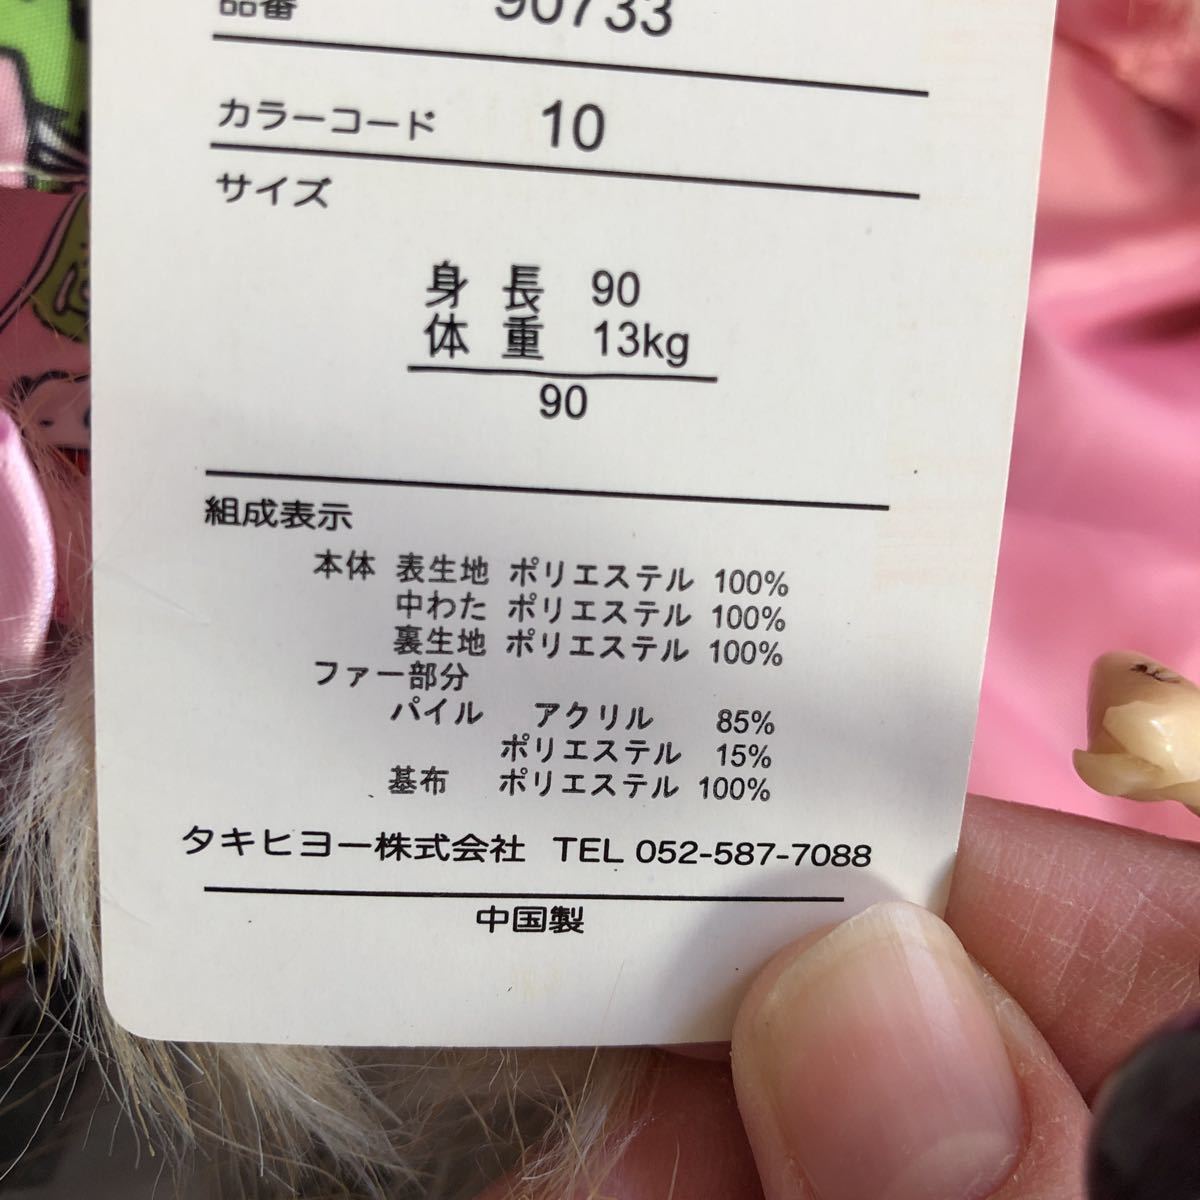 品番 90733
カラーコード 10
サイズ
身長 90
体重 13kg
90
組成表示
本体 表生地 ポリエステル 100%
中わた ポリエステル 100%
裏生地 ポリエステル 100%
ファー部分
パイル アクリル 85%
ポリエステル 15%
基布 ポリエステル 100%
タキヒヨー株式会社 TEL 052-587-7088
中国製